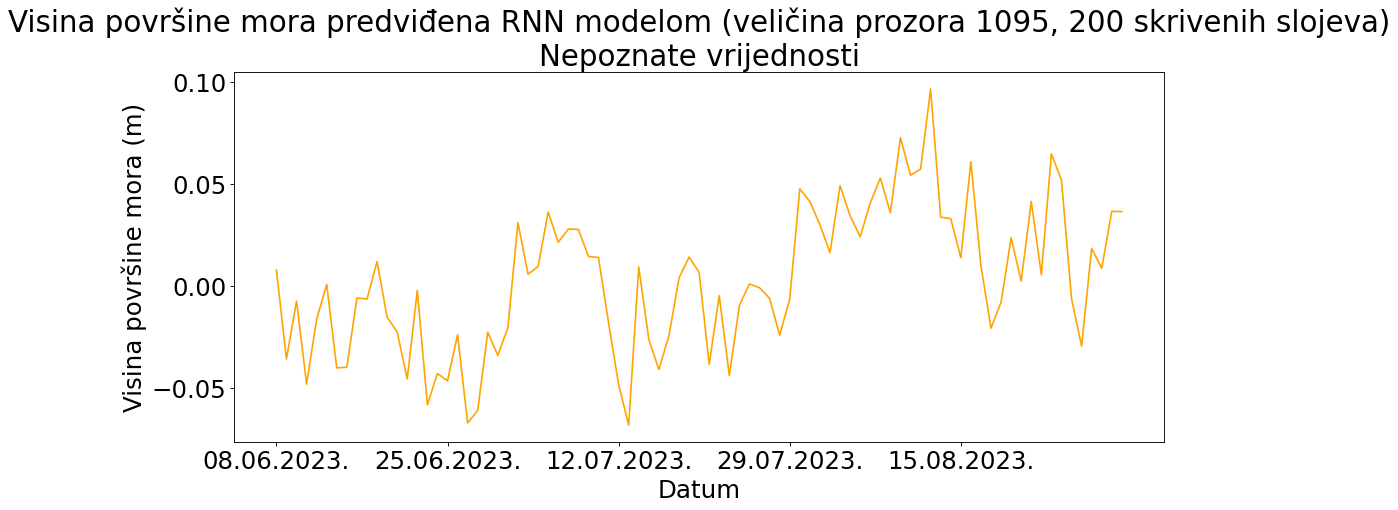 Visina površine mora predviđena RNN modelom (veličina prozora 1095, 200 skrivenih slojeva)
Nepoznate vrijednosti
0.10
0.05
0.00
−0.05
Visina površine mora (m)
08.06.2023. 25.06.2023. 12.07.2023. 29.07.2023. 15.08.2023.
Datum